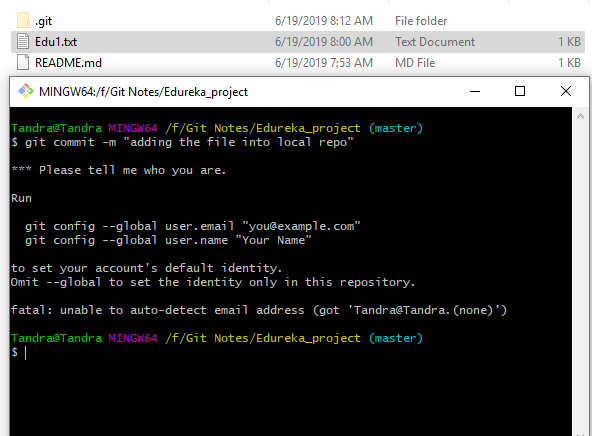 .git 6/19/2019 8:12 AM File folder
Edu1.txt 6/19/2019 8:00 AM Text Document 1 KB
README.md 6/19/2019 7:53 AM MD File 1 KB
MINGW64:/f/Git Notes/Edureka_project
Tandra@Tandra MINGW64 /f/Git Notes/Edureka_project (master)
$ git commit -m "adding the file into local repo"
*** Please tell me who you are.
Run
git config --global user.email "you@example.com"
git config --global user.name "Your Name"
to set your account's default identity.
Omit --global to set the identity only in this repository.
fatal: unable to auto-detect email address (got 'Tandra@Tandra.(none)')
Tandra@Tandra MINGW64 /f/Git Notes/Edureka_project (master)
$